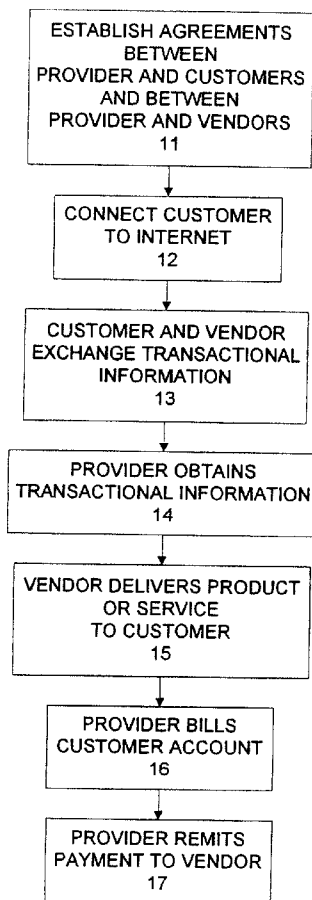 ESTABLISH AGREEMENTS
BETWEEN
PROVIDER AND CUSTOMERS
AND BETWEEN
PROVIDER AND VENDORS
11
CONNECT CUSTOMER
TO INTERNET
12
CUSTOMER AND VENDOR
EXCHANGE TRANSACTIONAL
INFORMATION
13
PROVIDER OBTAINS
TRANSACTIONAL INFORMATION
14
VENDOR DELIVERS PRODUCT
OR SERVICE
TO CUSTOMER
15
PROVIDER BILLS
CUSTOMER ACCOUNT
16
PROVIDER REMITS
PAYMENT TO VENDOR
17